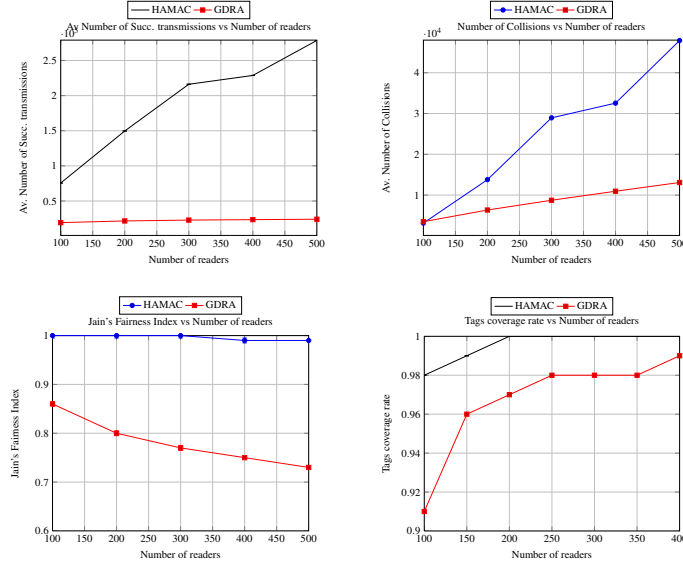 HAMAC GDRA
Av Number of Succ. transmissions vs Number of readers
Av. Number of Succ. transmissions
2.5
2
1.5
1
0.5
100 150 200 250 300 350 400 450 500
Number of readers
HAMAC GDRA
Number of Collisions vs Number of readers
·10⁴
Av. Number of Collisions
4
3
2
1
100 150 200 250 300 350 400 450 500
Number of readers
HAMAC GDRA
Jain's Fairness Index vs Number of readers
Jain's Fairness Index
1
0.9
0.8
0.7
0.6
100 150 200 250 300 350 400 450 500
Number of readers
HAMAC GDRA
Tags coverage rate vs Number of readers
Tags coverage rate
1
0.98
0.96
0.94
0.92
0.9
100 150 200 250 300 350 400
Number of readers